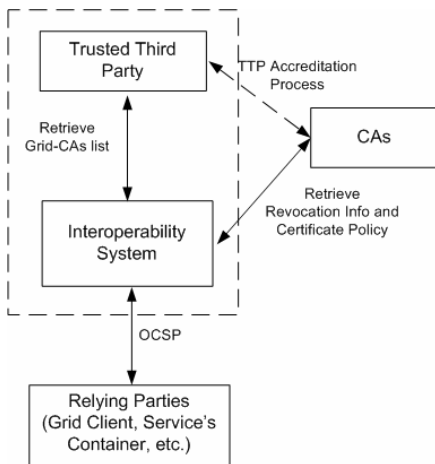 Trusted Third
Party
TTP Accreditation
Process
Retrieve
Grid-CAs list
CAs
Retrieve
Revocation Info and
Certificate Policy
Interoperability
System
OCSP
Relying Parties
(Grid Client, Service's
Container, etc.)